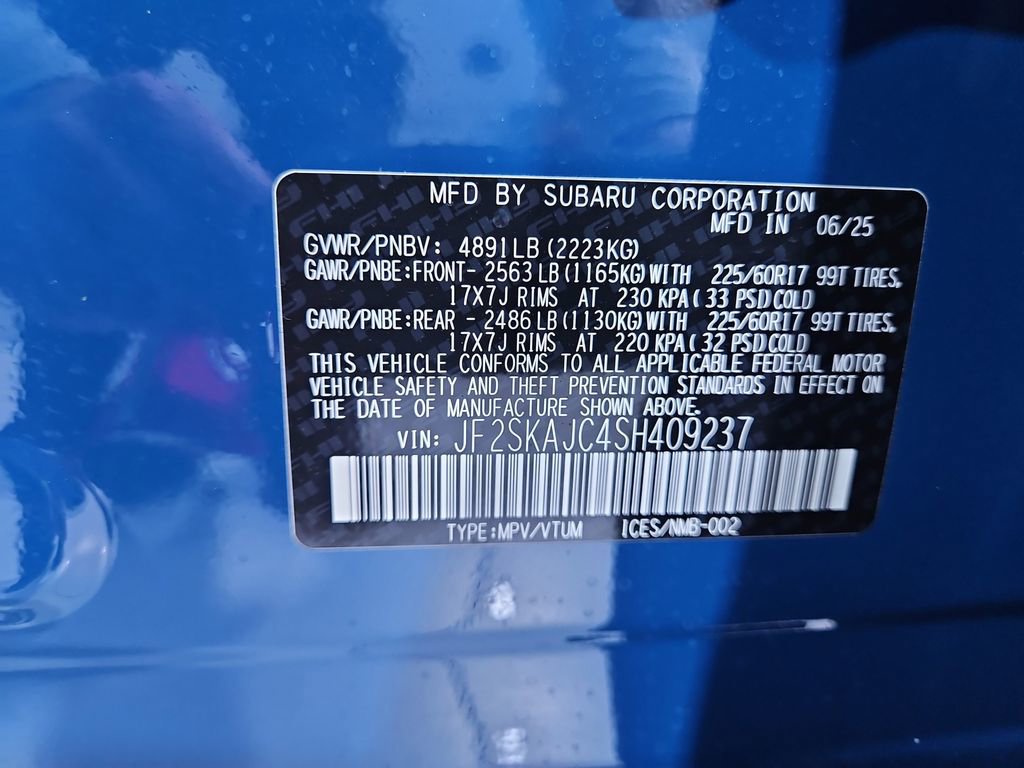 MFD BY SUBARU CORPORATION
MFD IN 06/25
GVWR/PNBV: 4891LB (2223KG)
GAWR/PNBE:FRONT- 2563 LB (1165KG) WITH 225/60R17 99T TIRES.
17X7J RIMS AT 230 KPA ( 33 PSI) COLD
GAWR/PNBE:REAR - 2486 LB (1130KG) WITH 225/60R17 99T TIRES.
17X7J RIMS AT 220 KPA ( 32 PSI) COLD
THIS VEHICLE CONFORMS TO ALL APPLICABLE FEDERAL MOTOR
VEHICLE SAFETY AND THEFT PREVENTION STANDARDS IN EFFECT ON
THE DATE OF MANUFACTURE SHOWN ABOVE.
VIN: JF2SKAJC4SH409237
TYPE:MPV/VTUM ICES/NMB-002